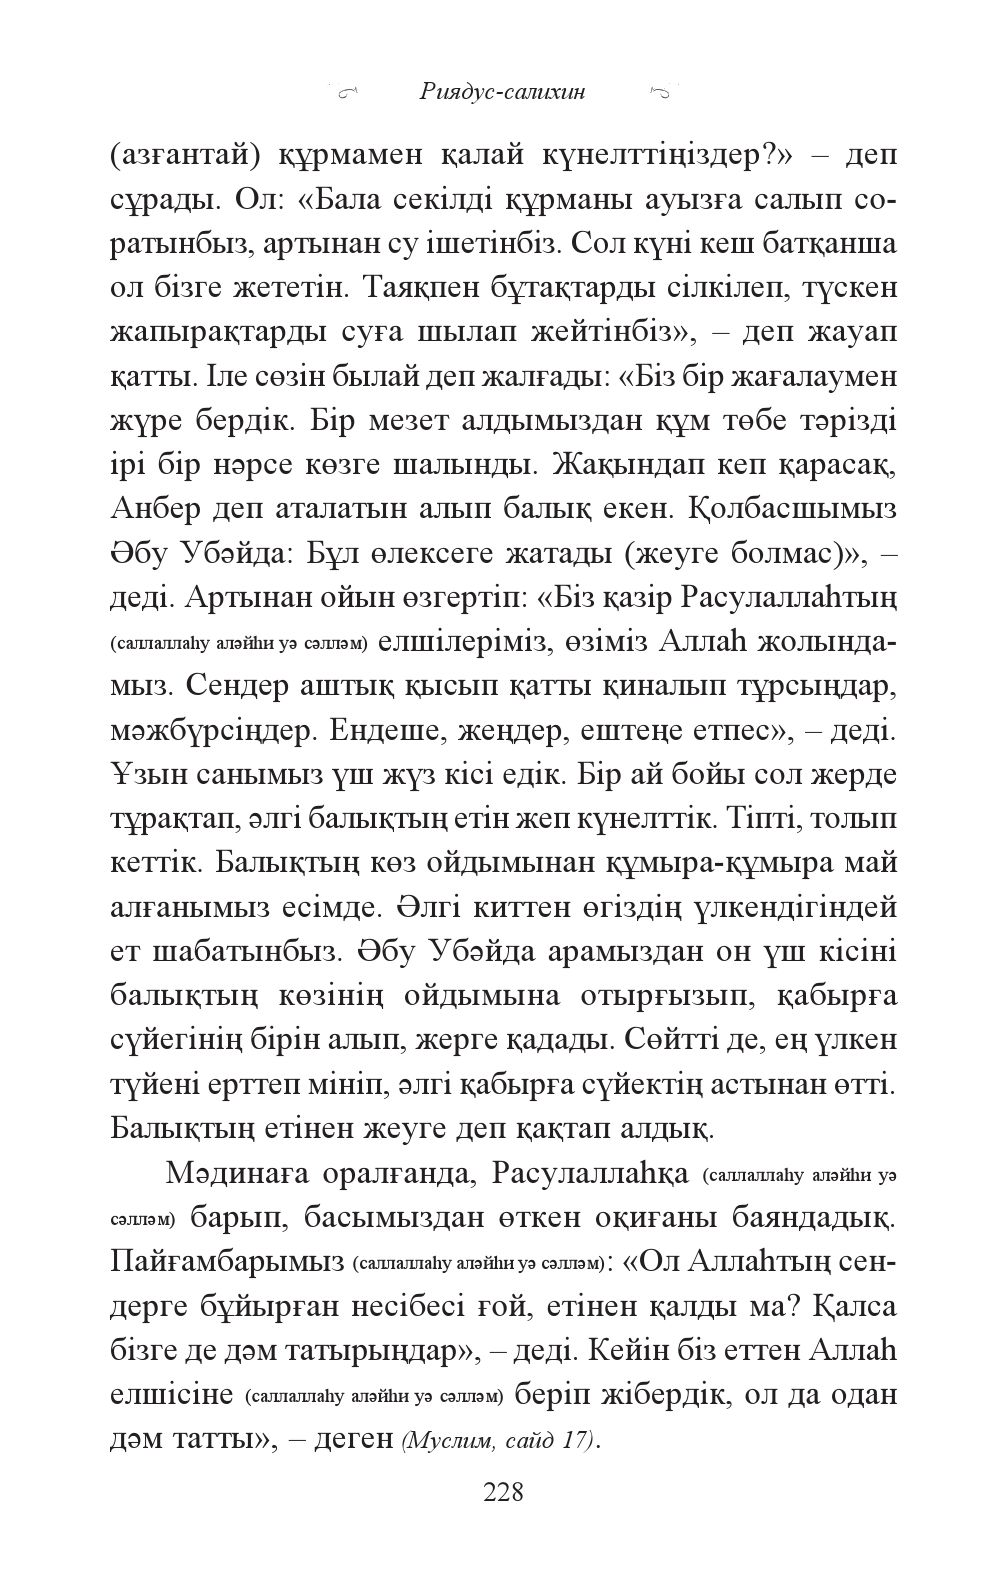 Риядус-салихин
(азғантай) құрмамен қалай күнелттіңіздер?» – деп
сұрады. Ол: «Бала секілді құрманы ауызға салып со-
ратынбыз, артынан су ішетінбіз. Сол күні кеш батқанша
ол бізге жететін. Таяқпен бұтақтарды сілкілеп, түскен
жапырақтарды суға шылап жейтінбіз», – деп жауап
қатты. Іле сөзін былай деп жалғады: «Біз бір жағалаумен
жүре бердік. Бір мезет алдымыздан құм төбе тәрізді
ірі бір нәрсе көзге шалынды. Жақындап кеп қарасақ,
Анбер деп аталатын алып балық екен. Қолбасшымыз
Әбу Убәйда: Бұл өлексеге жатады (жеуге болмас)», –
деді. Артынан ойын өзгертіп: «Біз қазір Расулаллаһтың
(саллаллаһу аләйһи уә сәлләм) елшілеріміз, өзіміз Аллаһ жолында-
мыз. Сендер аштық қысып қатты қиналып тұрсыңдар,
мәжбүрсіңдер. Ендеше, жеңдер, ештеңе етпес», – деді.
Ұзын санымыз үш жүз кісі едік. Бір ай бойы сол жерде
тұрақтап, әлгі балықтың етін жеп күнелттік. Тіпті, толып
кеттік. Балықтың көз ойдымынан құмыра-құмыра май
алғанымыз есімде. Әлгі киттен өгіздің үлкендігіндей
ет шабатынбыз. Әбу Убәйда арамыздан он үш кісіні
балықтың көзінің ойдымына отырғызып, қабырға
сүйегінің бірін алып, жерге қадады. Сөйтті де, ең үлкен
түйені ерттеп мініп, әлгі қабырға сүйектің астынан өтті.
Балықтың етінен жеуге деп қақтап алдық.
Мәдинаға оралғанда, Расулаллаһқа (саллаллаһу аләйһи уә
сәлләм) барып, басымыздан өткен оқиғаны баяндадық.
Пайғамбарымыз (саллаллаһу аләйһи уә сәлләм): «Ол Аллаһтың сен-
дерге бұйырған несібесі ғой, етінен қалды ма? Қалса
бізге де дәм татырыңдар», – деді. Кейін біз еттен Аллаһ
елшісіне (саллаллаһу аләйһи уә сәлләм) беріп жібердік, ол да одан
дәм татты», – деген (Муслим, сайд 17).
228